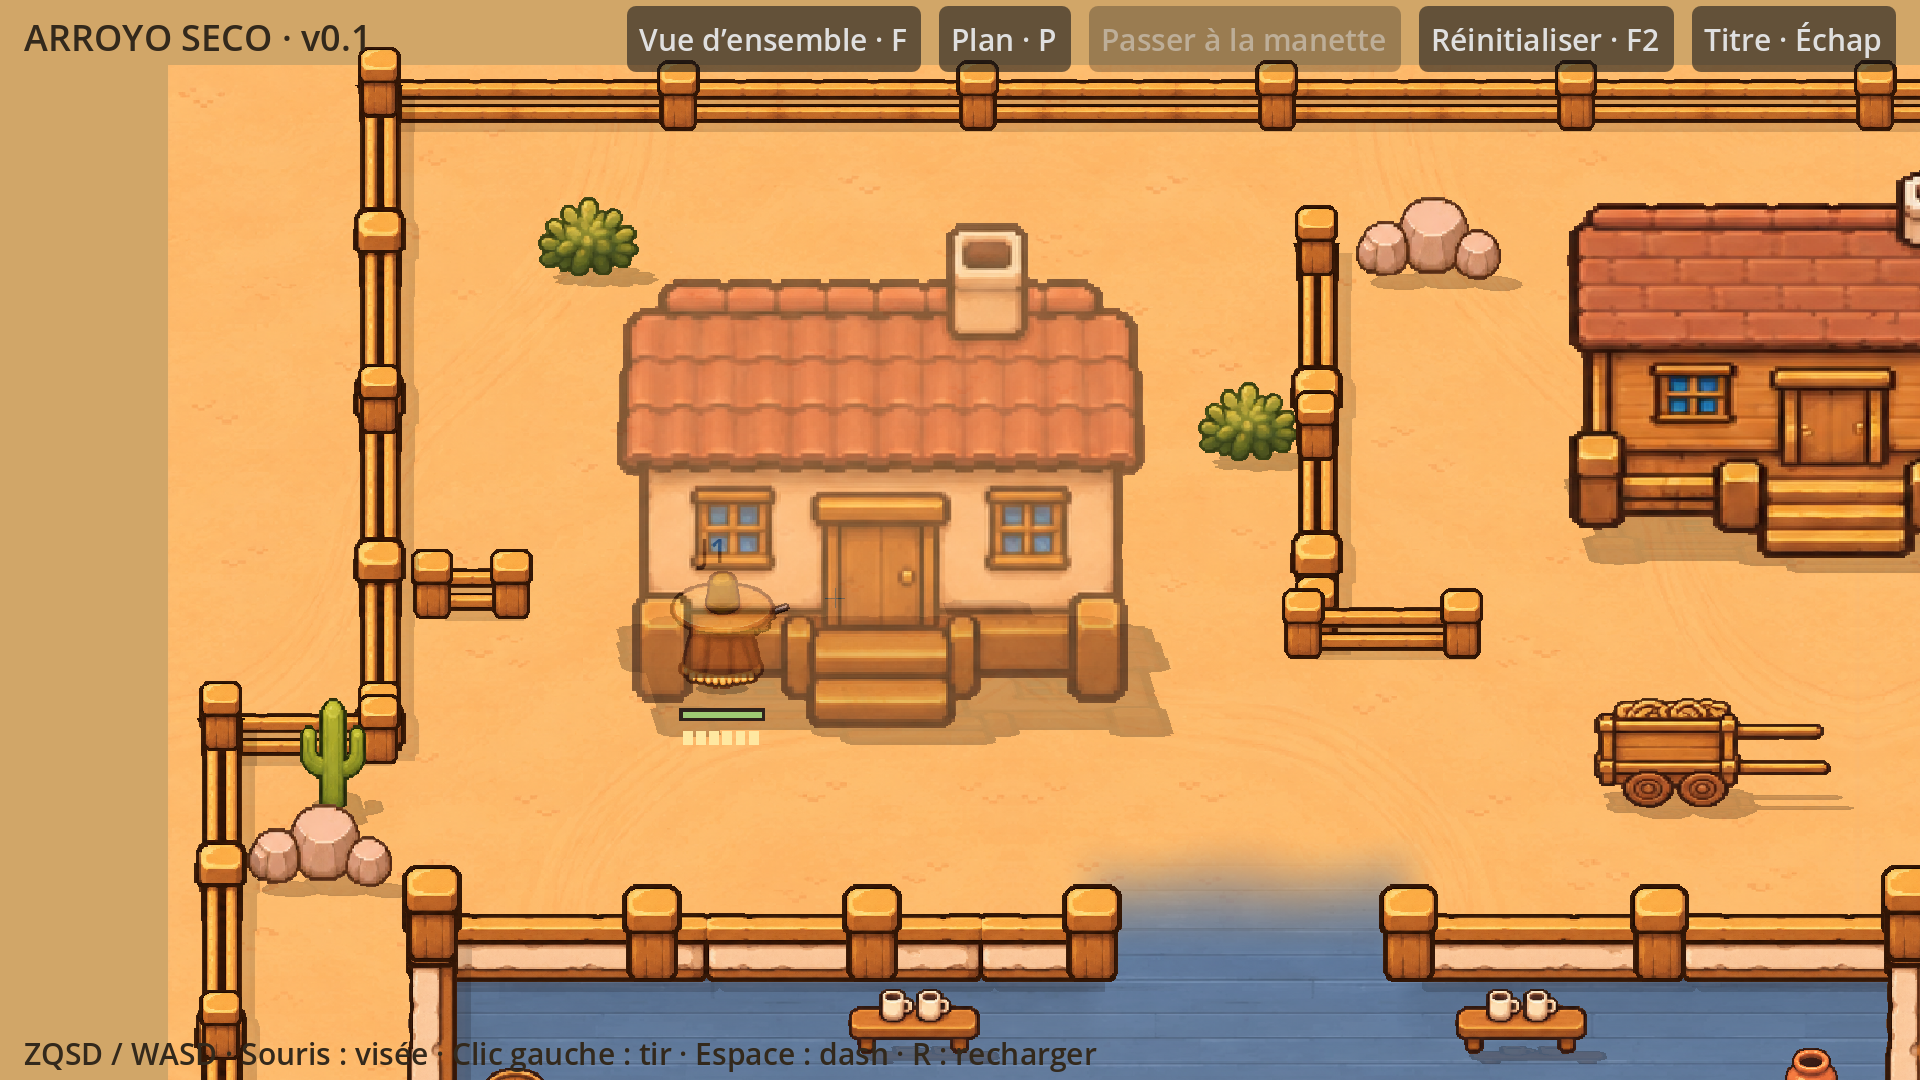 ARROYO SECO · v0.1
Vue d’ensemble · F
Plan · P
Passer à la manette
Réinitialiser · F2
Titre · Échap
J1
ZQSD / WASD · Souris : visée · Clic gauche : tir · Espace : dash · R : recharger